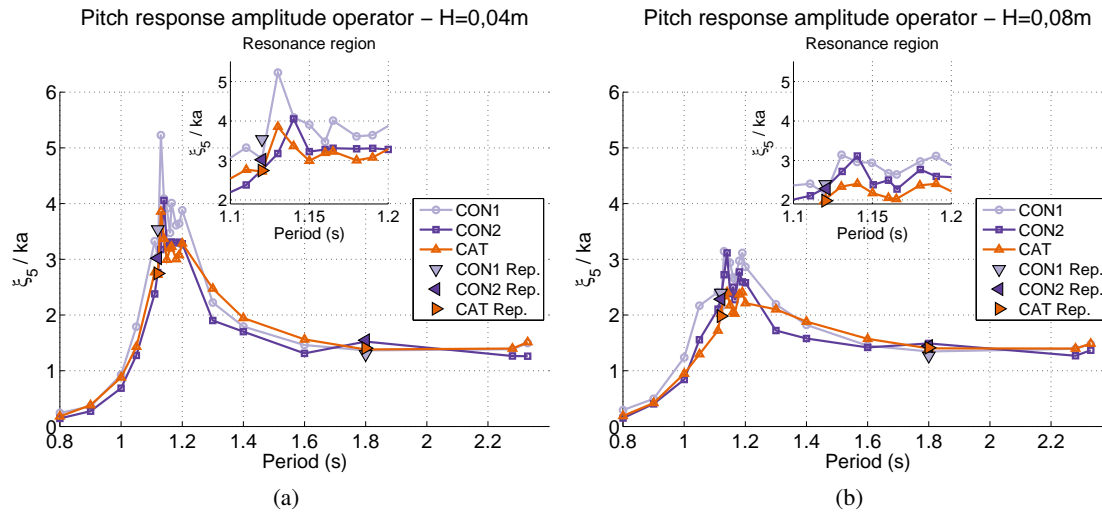 Pitch response amplitude operator – H=0,04m
Resonance region
5
4
3
2
1.1 1.15 1.2
Period (s)
ξ5 / ka
6
5
4
3
2
1
0
0.8 1 1.2 1.4 1.6 1.8 2 2.2
Period (s)
ξ5 / ka
CON1
CON2
CAT
CON1 Rep.
CON2 Rep.
CAT Rep.
(a)
Pitch response amplitude operator – H=0,08m
Resonance region
5
4
3
2
1.1 1.15 1.2
Period (s)
ξ5 / ka
6
5
4
3
2
1
0
0.8 1 1.2 1.4 1.6 1.8 2 2.2
Period (s)
ξ5 / ka
CON1
CON2
CAT
CON1 Rep.
CON2 Rep.
CAT Rep.
(b)